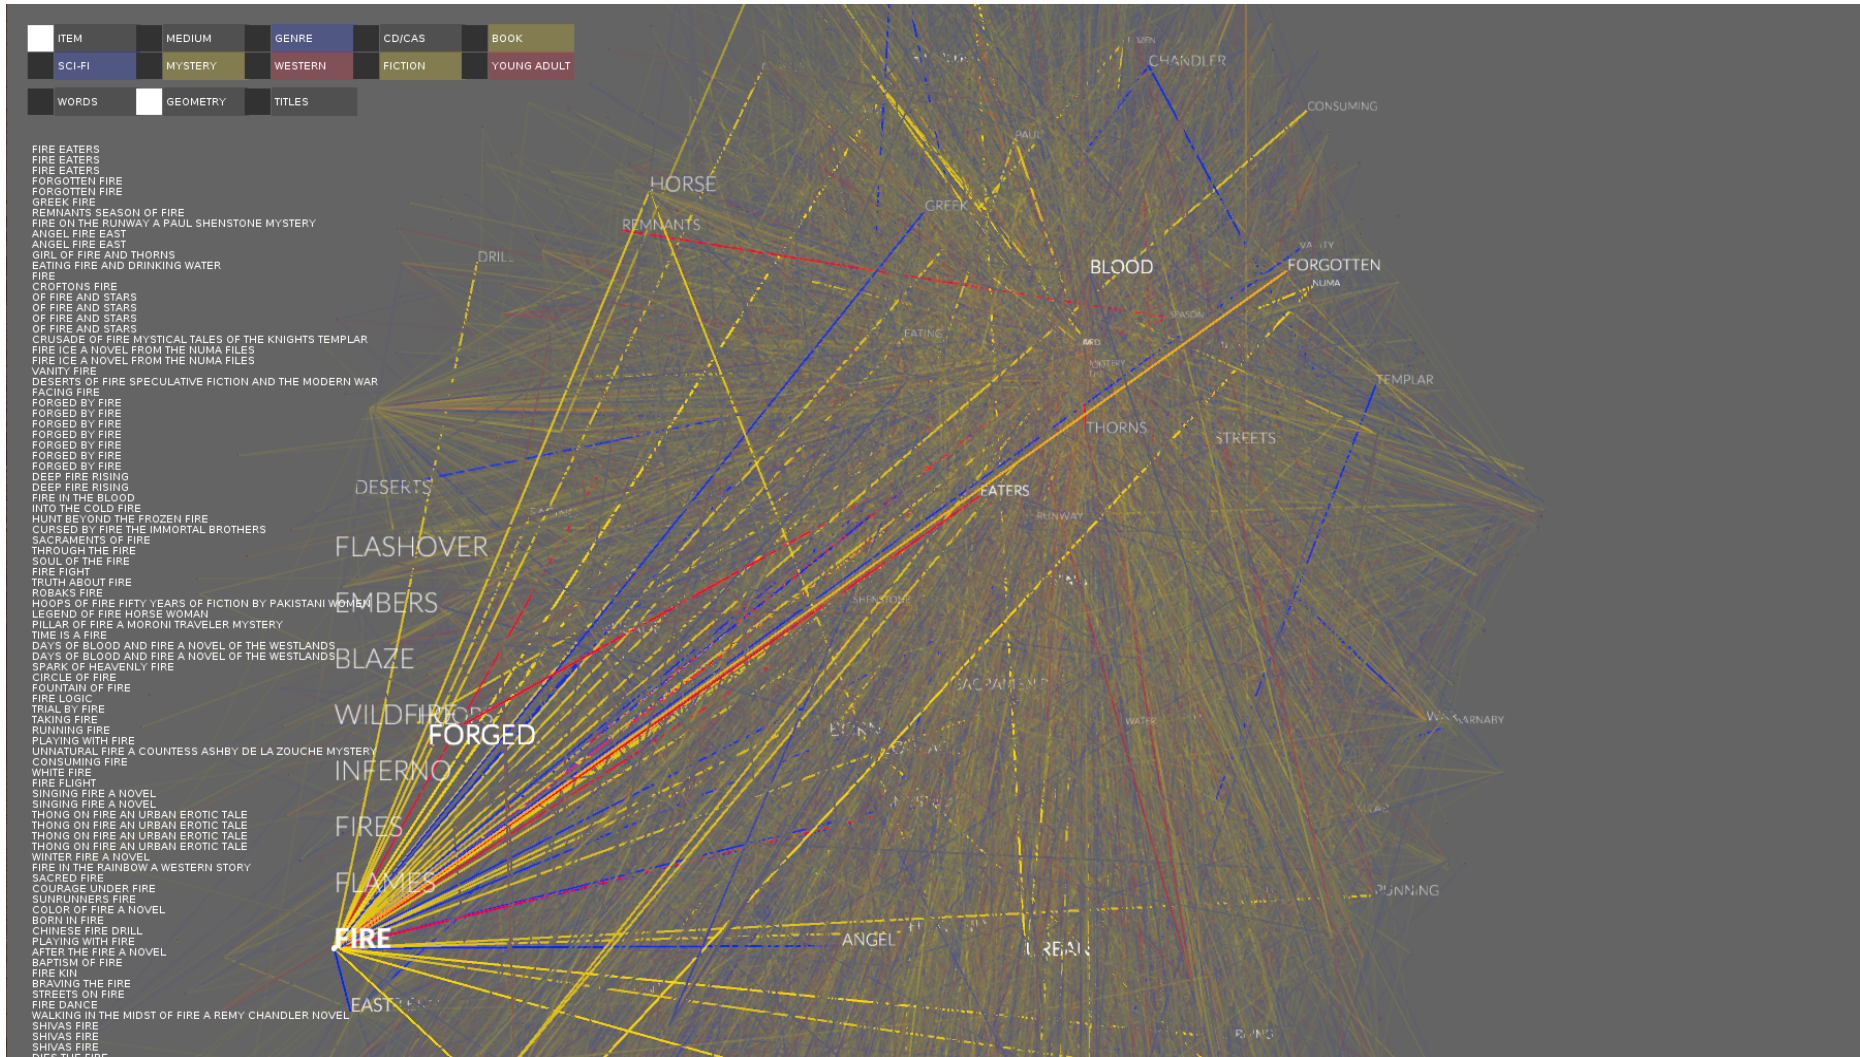 ITEM MEDIUM GENRE CD/CAS BOOK
SCI-FI MYSTERY WESTERN FICTION YOUNG ADULT
WORDS GEOMETRY TITLES
FIRE EATERS
FIRE EATERS
FIRE EATERS
FORGOTTEN FIRE
FORGOTTEN FIRE
GREEK FIRE
REMNANTS SEASON OF FIRE
FIRE ON THE RUNWAY A PAUL SHENSTONE MYSTERY
ANGEL FIRE EAST
ANGEL FIRE EAST
GIRL OF FIRE AND THORNS
EATING FIRE AND DRINKING WATER
FIRE
CROFTONS FIRE
OF FIRE AND STARS
OF FIRE AND STARS
OF FIRE AND STARS
OF FIRE AND STARS
CRUSADE OF FIRE MYSTICAL TALES OF THE KNIGHTS TEMPLAR
FIRE ICE A NOVEL FROM THE NUMA FILES
FIRE ICE A NOVEL FROM THE NUMA FILES
VANITY FIRE
DESERTS OF FIRE SPECULATIVE FICTION AND THE MODERN WAR
FACING FIRE
FORGED BY FIRE
FORGED BY FIRE
FORGED BY FIRE
FORGED BY FIRE
FORGED BY FIRE
FORGED BY FIRE
FORGED BY FIRE
DEEP FIRE RISING
DEEP FIRE RISING
FIRE IN THE BLOOD
INTO THE COLD FIRE
HUNT BEYOND THE FROZEN FIRE
CURSED BY FIRE THE IMMORTAL BROTHERS
SACRAMENTS OF FIRE
THROUGH THE FIRE
SOUL OF THE FIRE
FIRE FIGHT
TRUTH ABOUT FIRE
ROBAKS FIRE
HOOPS OF FIRE FIFTY YEARS OF FICTION BY PAKISTANI WOMEN
LEGEND OF FIRE HORSE WOMAN
PILLAR OF FIRE A MORONI TRAVELER MYSTERY
TIME IS A FIRE
DAYS OF BLOOD AND FIRE A NOVEL OF THE WESTLANDS
DAYS OF BLOOD AND FIRE A NOVEL OF THE WESTLANDS
SPARK OF HEAVENLY FIRE
CIRCLE OF FIRE
FOUNTAIN OF FIRE
FIRE LOGIC
TRIAL BY FIRE
TAKING FIRE
RUNNING FIRE
PLAYING WITH FIRE
UNNATURAL FIRE A COUNTESS ASHBY DE LA ZOUCHE MYSTERY
CONSUMING FIRE
WHITE FIRE
FIRE FLIGHT
SINGING FIRE A NOVEL
SINGING FIRE A NOVEL
THONG ON FIRE AN URBAN EROTIC TALE
THONG ON FIRE AN URBAN EROTIC TALE
THONG ON FIRE AN URBAN EROTIC TALE
THONG ON FIRE AN URBAN EROTIC TALE
WINTER FIRE A NOVEL
FIRE IN THE RAINBOW A WESTERN STORY
SACRED FIRE
COURAGE UNDER FIRE
SUNRUNNERS FIRE
COLOR OF FIRE A NOVEL
BORN IN FIRE
CHINESE FIRE DRILL
PLAYING WITH FIRE
AFTER THE FIRE A NOVEL
BAPTISM OF FIRE
FIRE KIN
BRAVING THE FIRE
STREETS ON FIRE
FIRE DANCE
WALKING IN THE MIDST OF FIRE A REMY CHANDLER NOVEL
SHIVAS FIRE
SHIVAS FIRE
SHIVAS FIRE
DIES THE FIRE
CHANDLER
CONSUMING
PAUL
HORSE
GREEK
REMNANTS
DRILL
VANITY
BLOOD
FORGOTTEN
NUMA
SEASON
EATING
MYSTERY
TEMPLAR
THORNS
STREETS
DESERTS
EATERS
RUNWAY
FLASHOVER
EMBERS
SHENSTONE
BLAZE
WILDFIRE
FORGED
WATER
BARNABY
BORN
INFERNO
FIRES
FLAMES
RUNNING
FIRE
ANGEL
URBAN
EAST